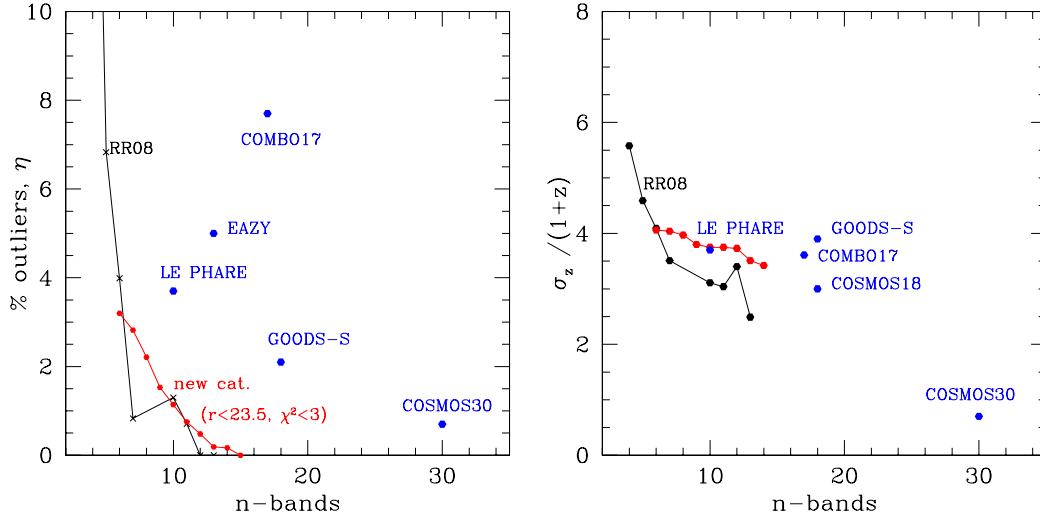 10
8
6
4
2
0
% outliers, η
RR08
COMBO17
EAZY
LE PHARE
GOODS-S
new cat.
(r<23.5, χ²<3)
COSMOS30
10
20
30
n-bands
8
6
4
2
0
σz /(1+z)
RR08
LE PHARE
GOODS-S
COMBO17
COSMOS18
COSMOS30
10
20
30
n-bands